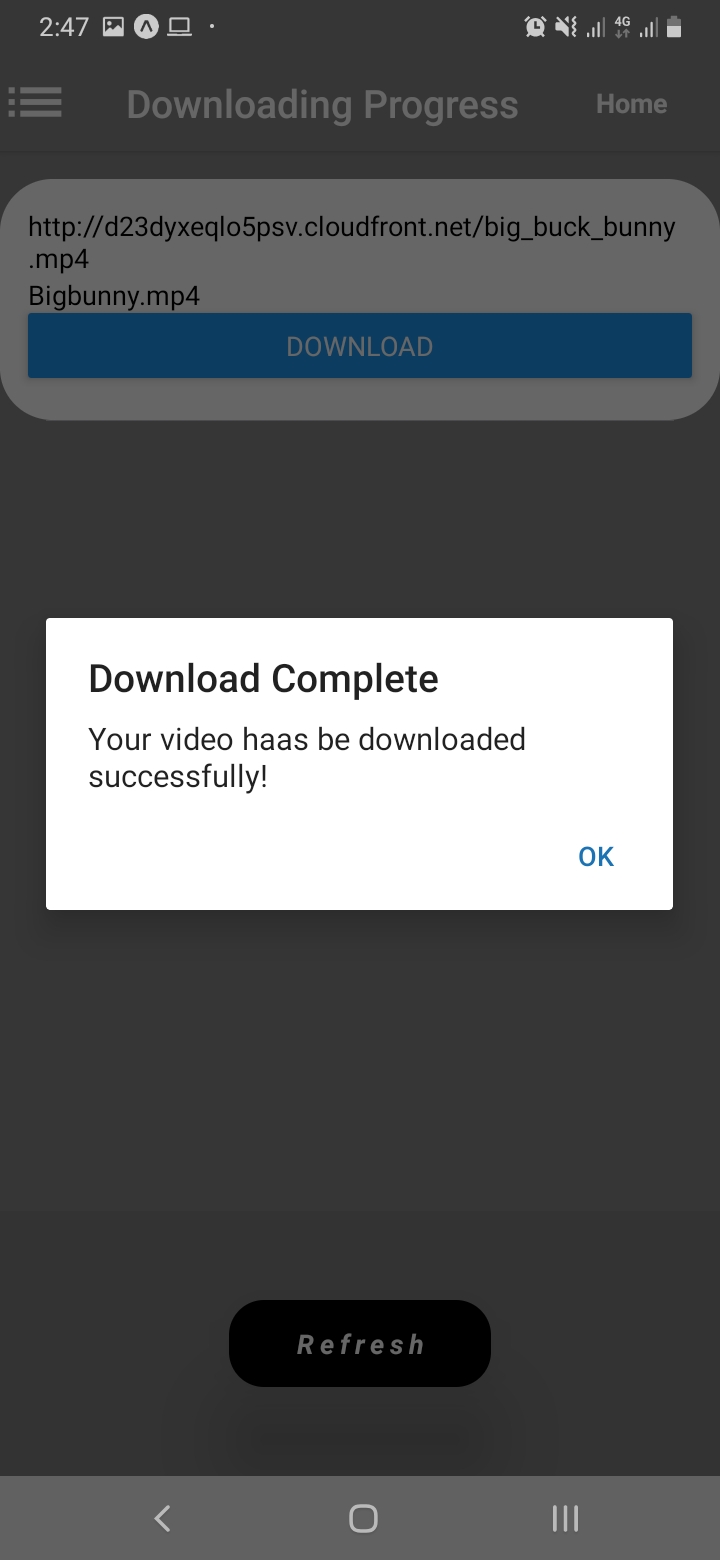 2:47
4G
Downloading Progress
Home
http://d23dyxeqlo5psv.cloudfront.net/big_buck_bunny
.mp4
Bigbunny.mp4
DOWNLOAD
Download Complete
Your video haas be downloaded
successfully!
OK
Refresh